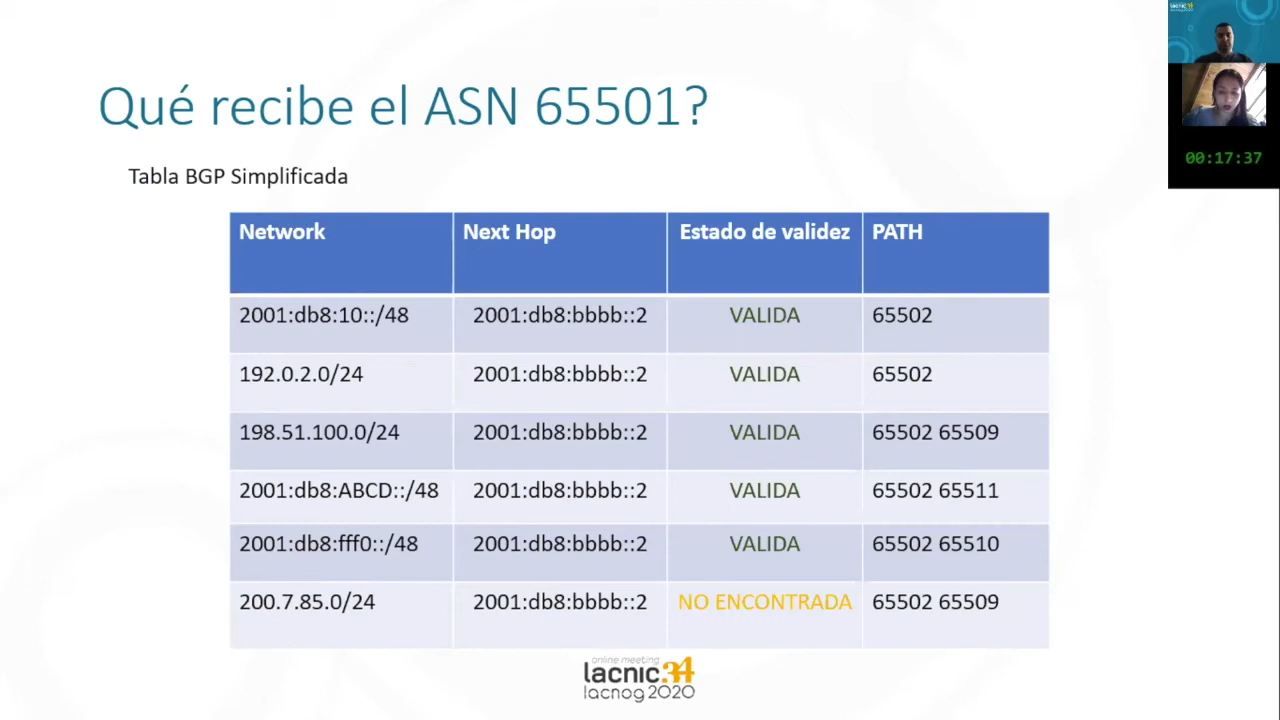 Qué recibe el ASN 65501?
Tabla BGP Simplificada
Network Next Hop Estado de validez PATH
2001:db8:10::/48 2001:db8:bbbb::2 VALIDA 65502
192.0.2.0/24 2001:db8:bbbb::2 VALIDA 65502
198.51.100.0/24 2001:db8:bbbb::2 VALIDA 65502 65509
2001:db8:ABCD::/48 2001:db8:bbbb::2 VALIDA 65502 65511
2001:db8:fff0::/48 2001:db8:bbbb::2 VALIDA 65502 65510
200.7.85.0/24 2001:db8:bbbb::2 NO ENCONTRADA 65502 65509
online meeting
lacnic.34
lacnog 2020
00:17:37